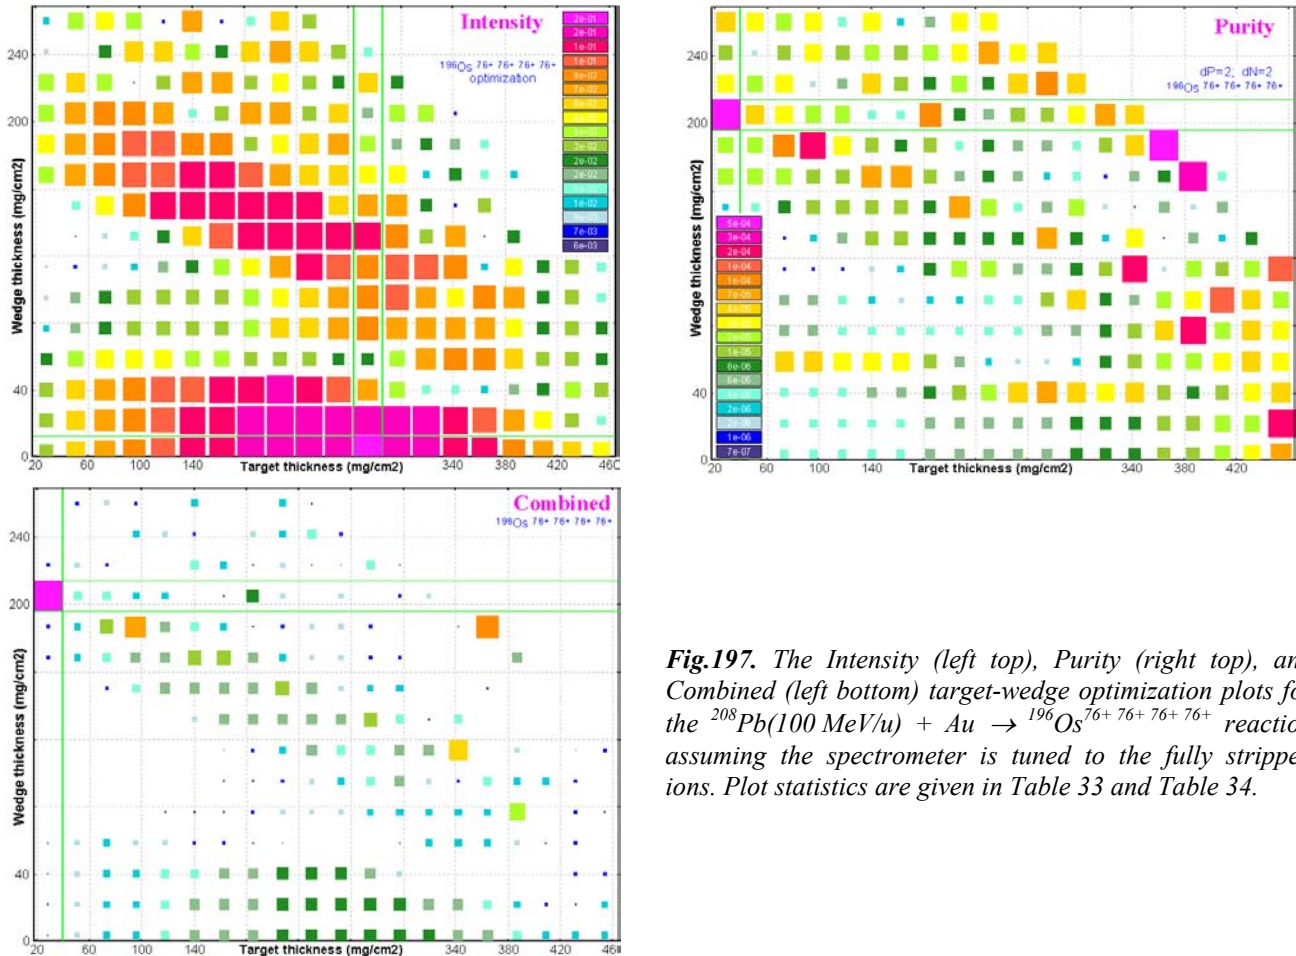 Intensity
196Os 76+ 76+ 76+ 76+
optimization
2e-01
2e-01
1e-01
1e-01
9e-02
7e-02
2e-02
2e-02
1e-02
7e-03
6e-03
Wedge thickness (mg/cm2)
240
200
40
0
20 60 100 140 Target thickness (mg/cm2) 340 380 420 460
Purity
dP=2; dN=2
196Os 76+ 76+ 76+ 76+
5e-04
3e-04
2e-04
1e-04
1e-04
7e-05
1e-05
8e-06
6e-06
2e-06
1e-06
7e-07
Wedge thickness (mg/cm2)
240
200
40
0
20 60 100 140 Target thickness (mg/cm2) 340 380 420
Combined
196Os 76+ 76+ 76+ 76+
Wedge thickness (mg/cm2)
240
200
40
0
20 60 100 140 Target thickness (mg/cm2) 340 380 420 46
Fig.197. The Intensity (left top), Purity (right top), an
Combined (left bottom) target-wedge optimization plots fo
the 208Pb(100 MeV/u) + Au → 196Os76+ 76+ 76+ 76+ reactio
assuming the spectrometer is tuned to the fully strippe
ions. Plot statistics are given in Table 33 and Table 34.